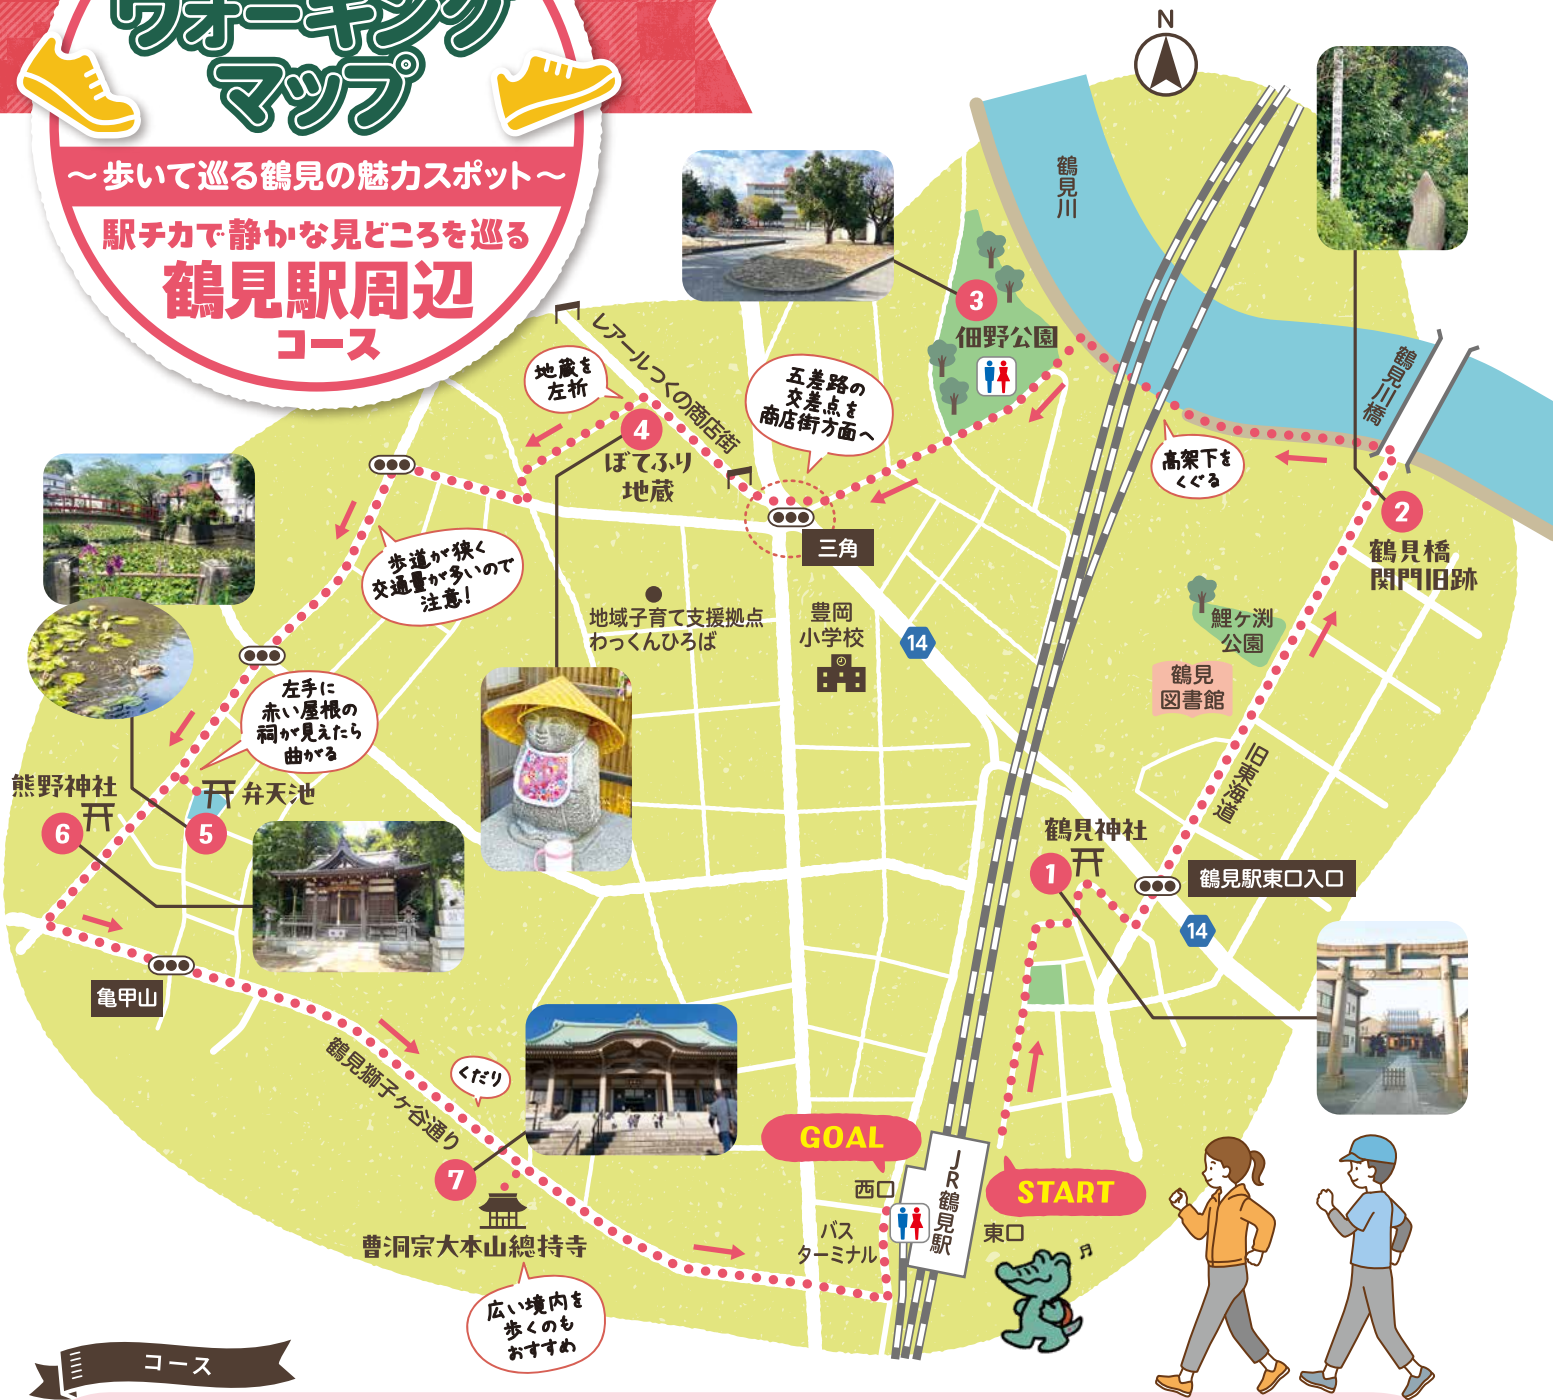 ウォーキング
マップ
～歩いて巡る鶴見の魅力スポット～
駅チカで静かな見どころを巡る
鶴見駅周辺
コース
N
鶴見川
3
佃野公園
レアールつくの商店街
地蔵を
左折
五差路の
交差点を
商店街方面へ
鶴見川橋
高架下を
くぐる
4
ぼてふり
地蔵
2
鶴見橋
関門旧跡
三角
歩道が狭く
交通量が多いので
注意!
地域子育て支援拠点
わっくんひろば
豊岡
小学校
14
鯉ヶ渕
公園
鶴見
図書館
旧東海道
左手に
赤い屋根の
祠が見えたら
曲がる
熊野神社
6
弁天池
5
鶴見神社
1
鶴見駅東口入口
14
亀甲山
鶴見獅子ヶ谷通り
くだり
7
曹洞宗大本山總持寺
広い境内を
歩くのも
おすすめ
GOAL
西口
バス
ターミナル
JR鶴見駅
START
東口
コース